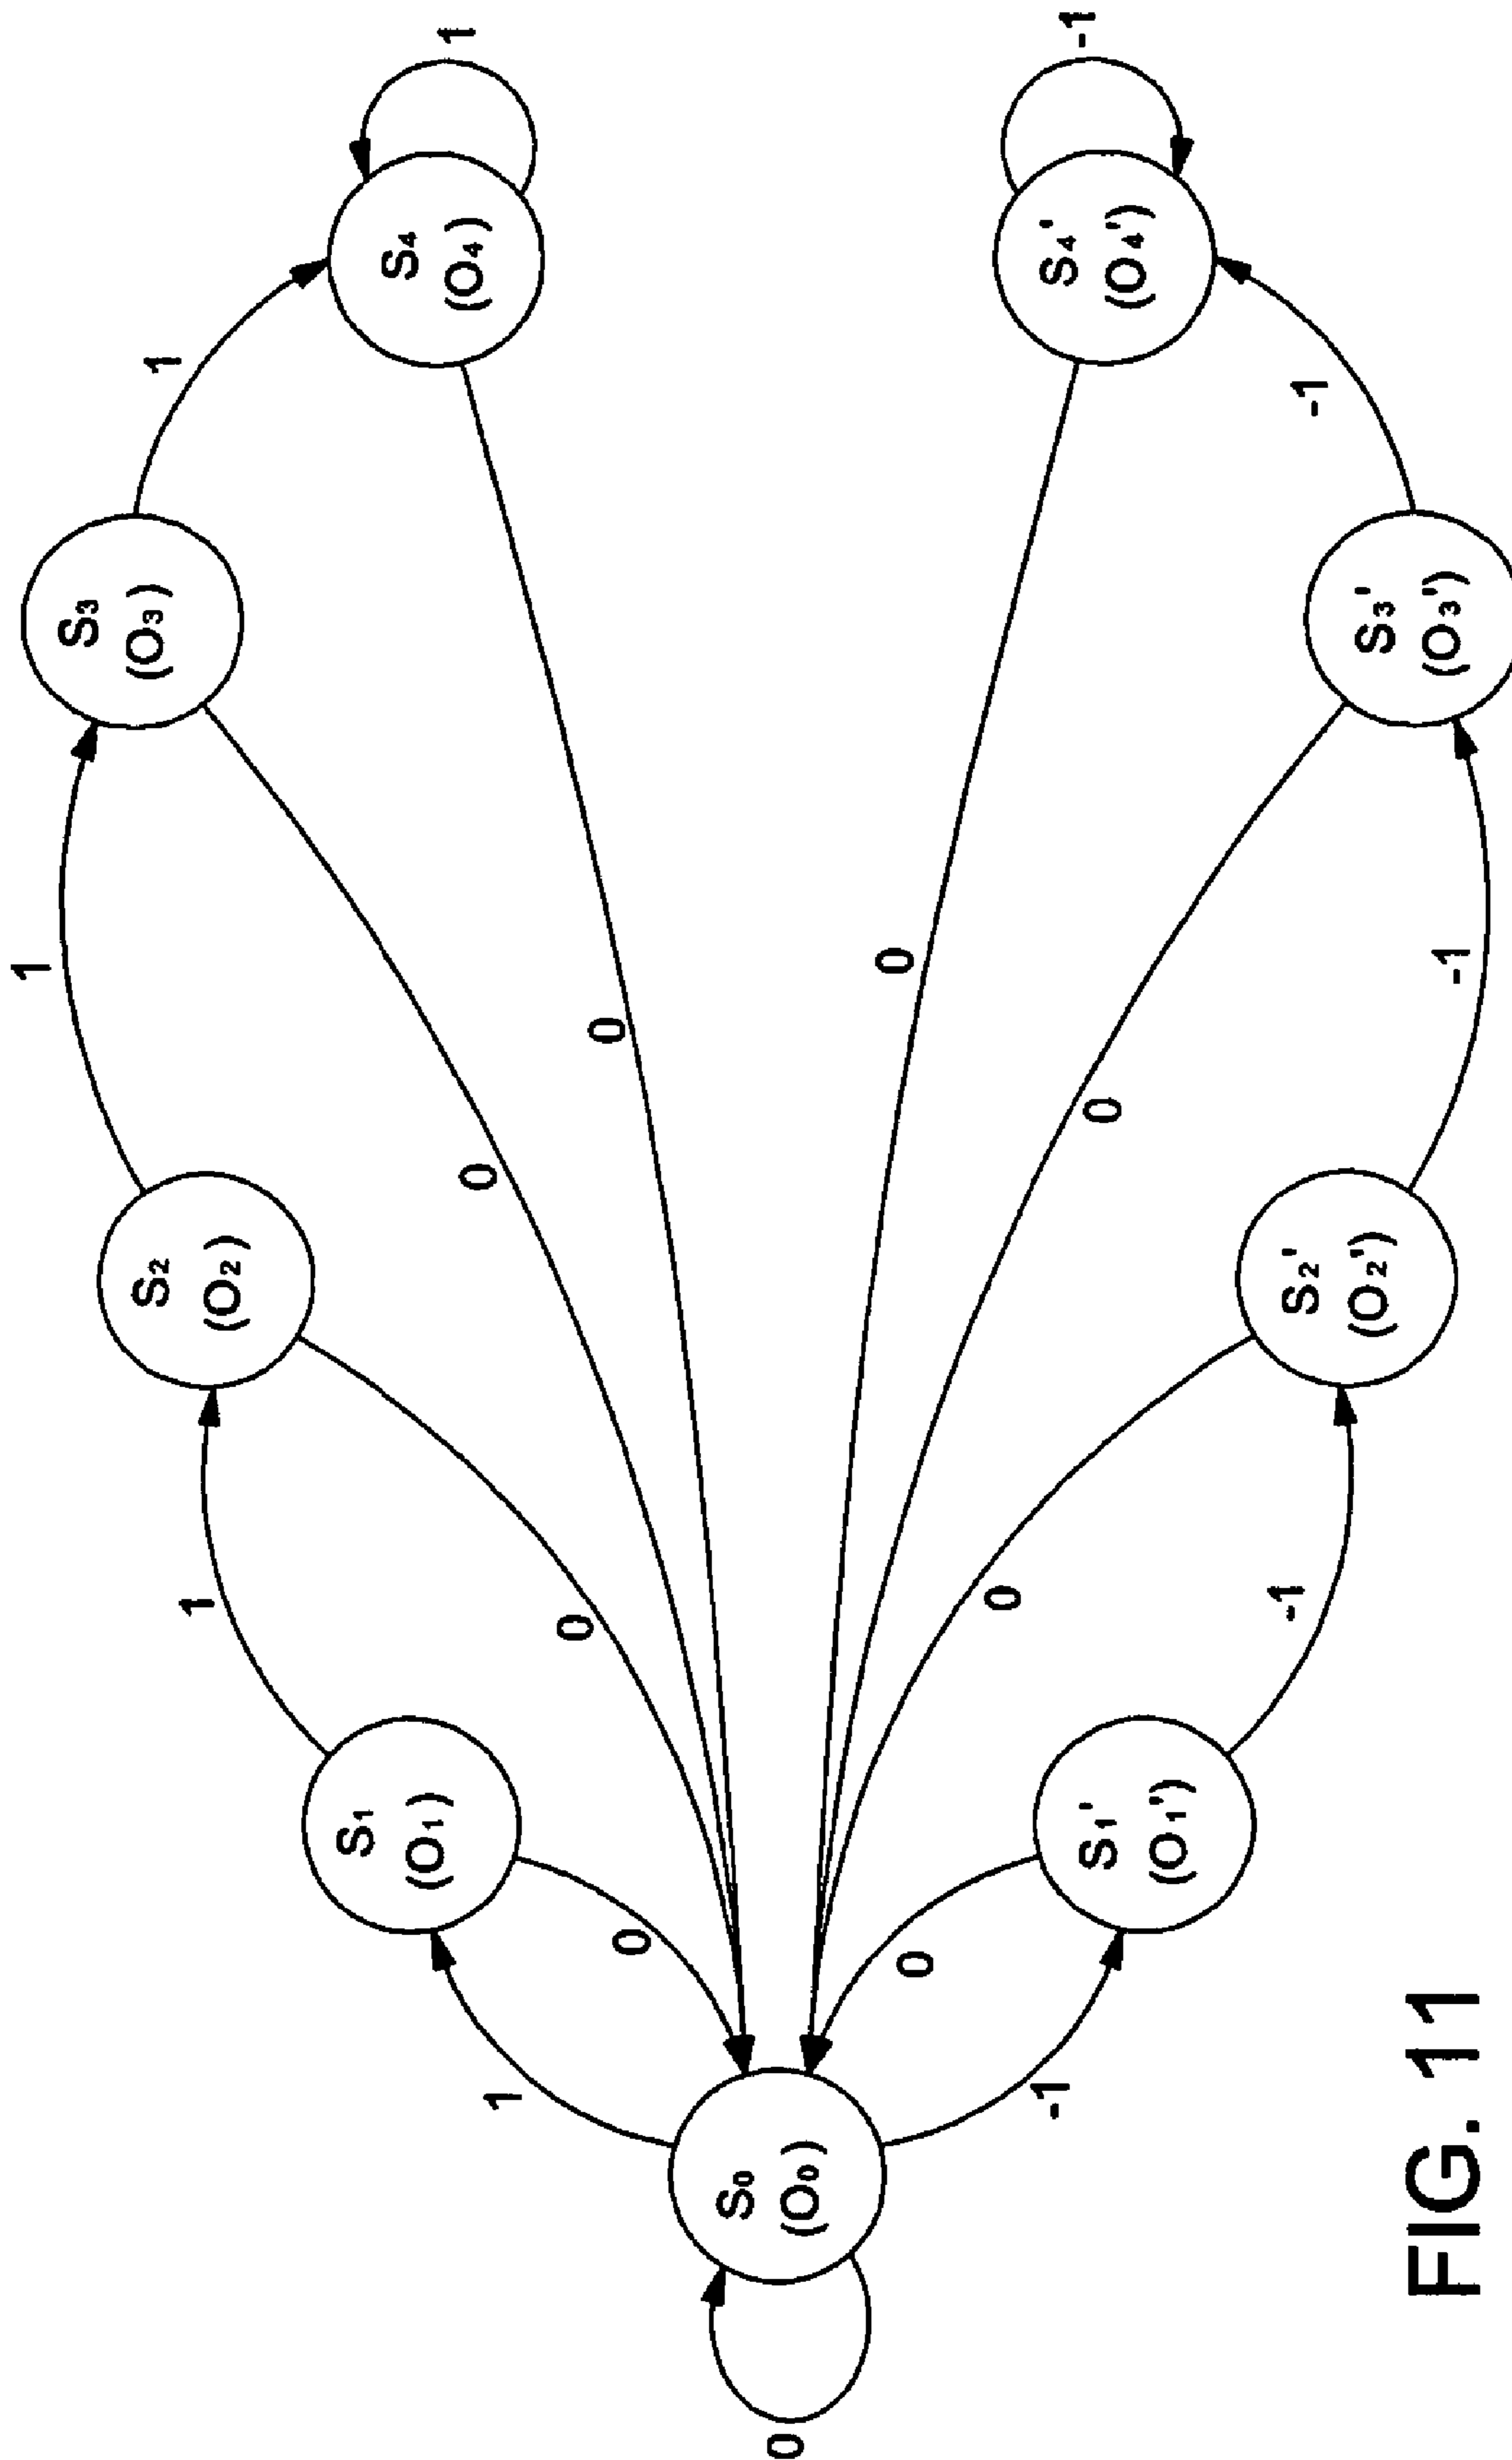 1
S₃
(O₃)
1
S₄
(O₄)
1
1
S₂
(O₂)
0
0
1
S₁
(O₁)
0
0
1
S₀
(O₀)
0
-1
0
S₁'
(O₁')
-1
0
S₂'
(O₂')
0
-1
0
S₃'
(O₃')
-1
S₄'
(O₄')
-1
FIG. 11